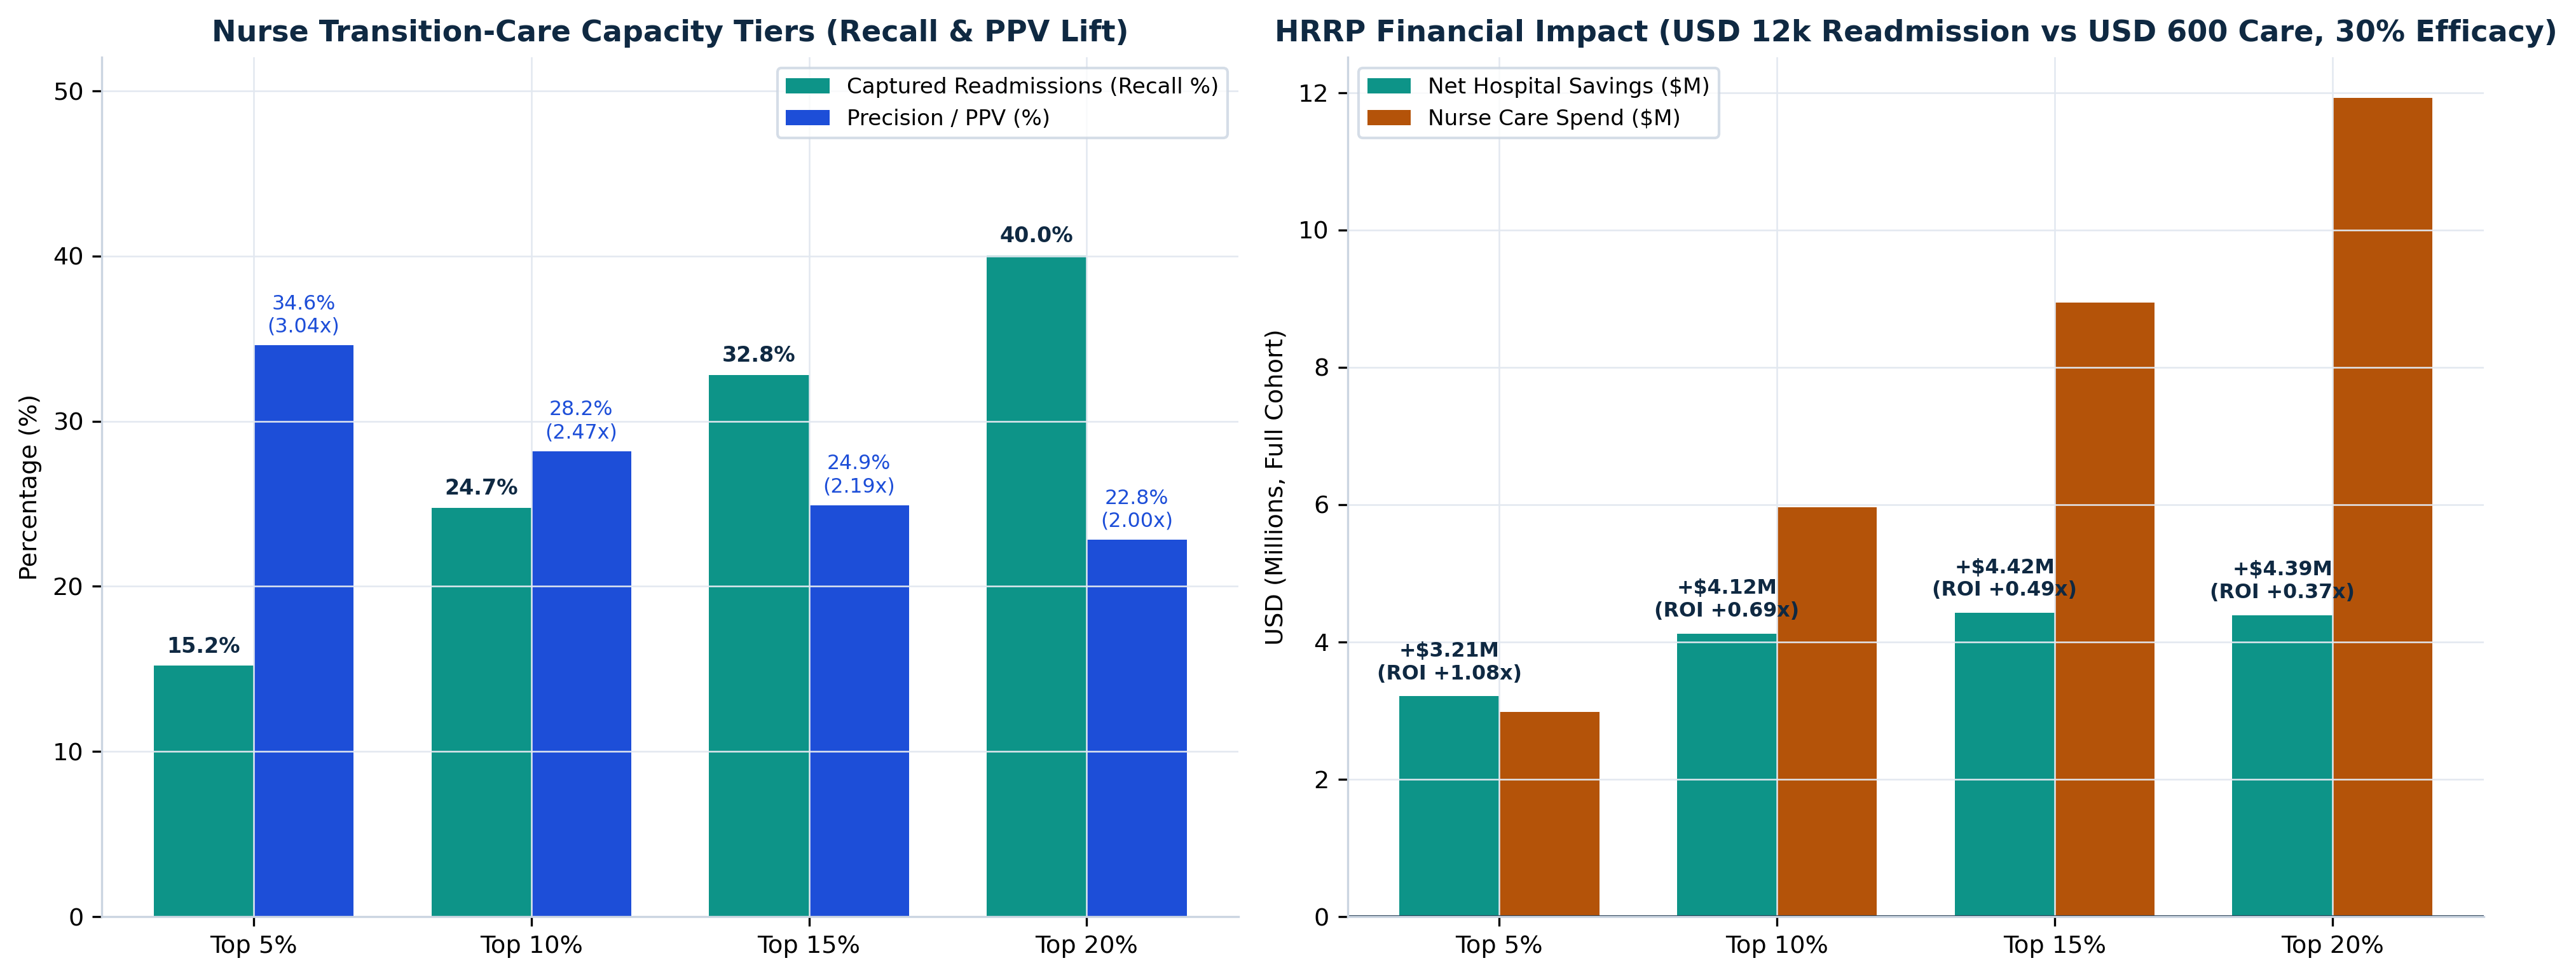 Nurse Transition-Care Capacity Tiers (Recall & PPV Lift)
Captured Readmissions (Recall %)
Precision / PPV (%)
Percentage (%)
50
40
30
20
10
0
15.2%
34.6%
(3.04x)
24.7%
28.2%
(2.47x)
32.8%
24.9%
(2.19x)
40.0%
22.8%
(2.00x)
Top 5%
Top 10%
Top 15%
Top 20%
HRRP Financial Impact (USD 12k Readmission vs USD 600 Care, 30% Efficacy)
Net Hospital Savings ($M)
Nurse Care Spend ($M)
USD (Millions, Full Cohort)
12
10
8
6
4
2
0
+$3.21M
(ROI +1.08x)
+$4.12M
(ROI +0.69x)
+$4.42M
(ROI +0.49x)
+$4.39M
(ROI +0.37x)
Top 5%
Top 10%
Top 15%
Top 20%